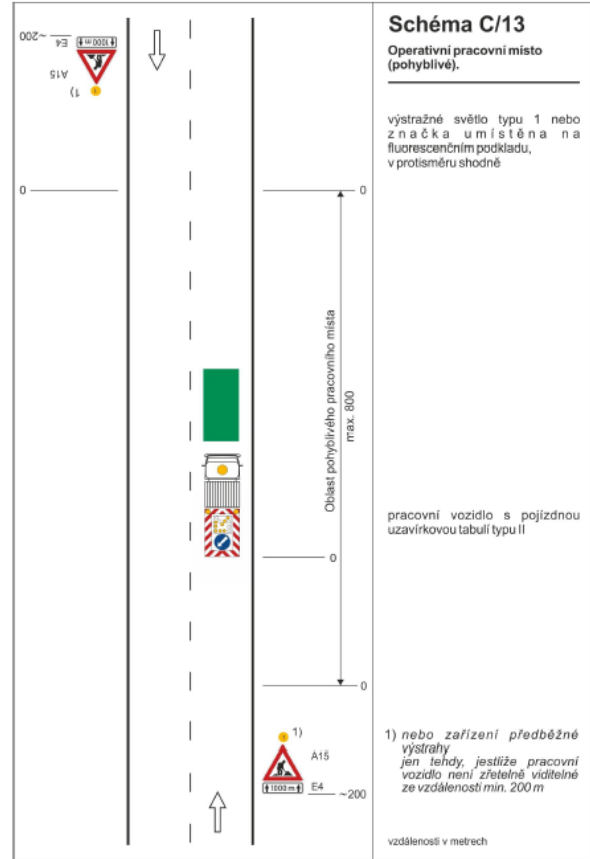 Schéma C/13
Operativní pracovní místo
(pohyblivé).
výstražné světlo typu 1 nebo
značka umístěna na
fluorescenčním podkladu,
v protisměru shodně
200~
E4
1000 m
A15
1)
0
0
Oblast pohyblivého pracovního místa
max. 800
pracovní vozidlo s pojízdnou
uzavírkovou tabulí typu II
0
0
1)
A15
1000 m
E4
~200
1) nebo zařízení předběžné
výstrahy
jen tehdy, jestliže pracovní
vozidlo není zřetelně viditelné
ze vzdálenosti min. 200 m
vzdálenosti v metrech